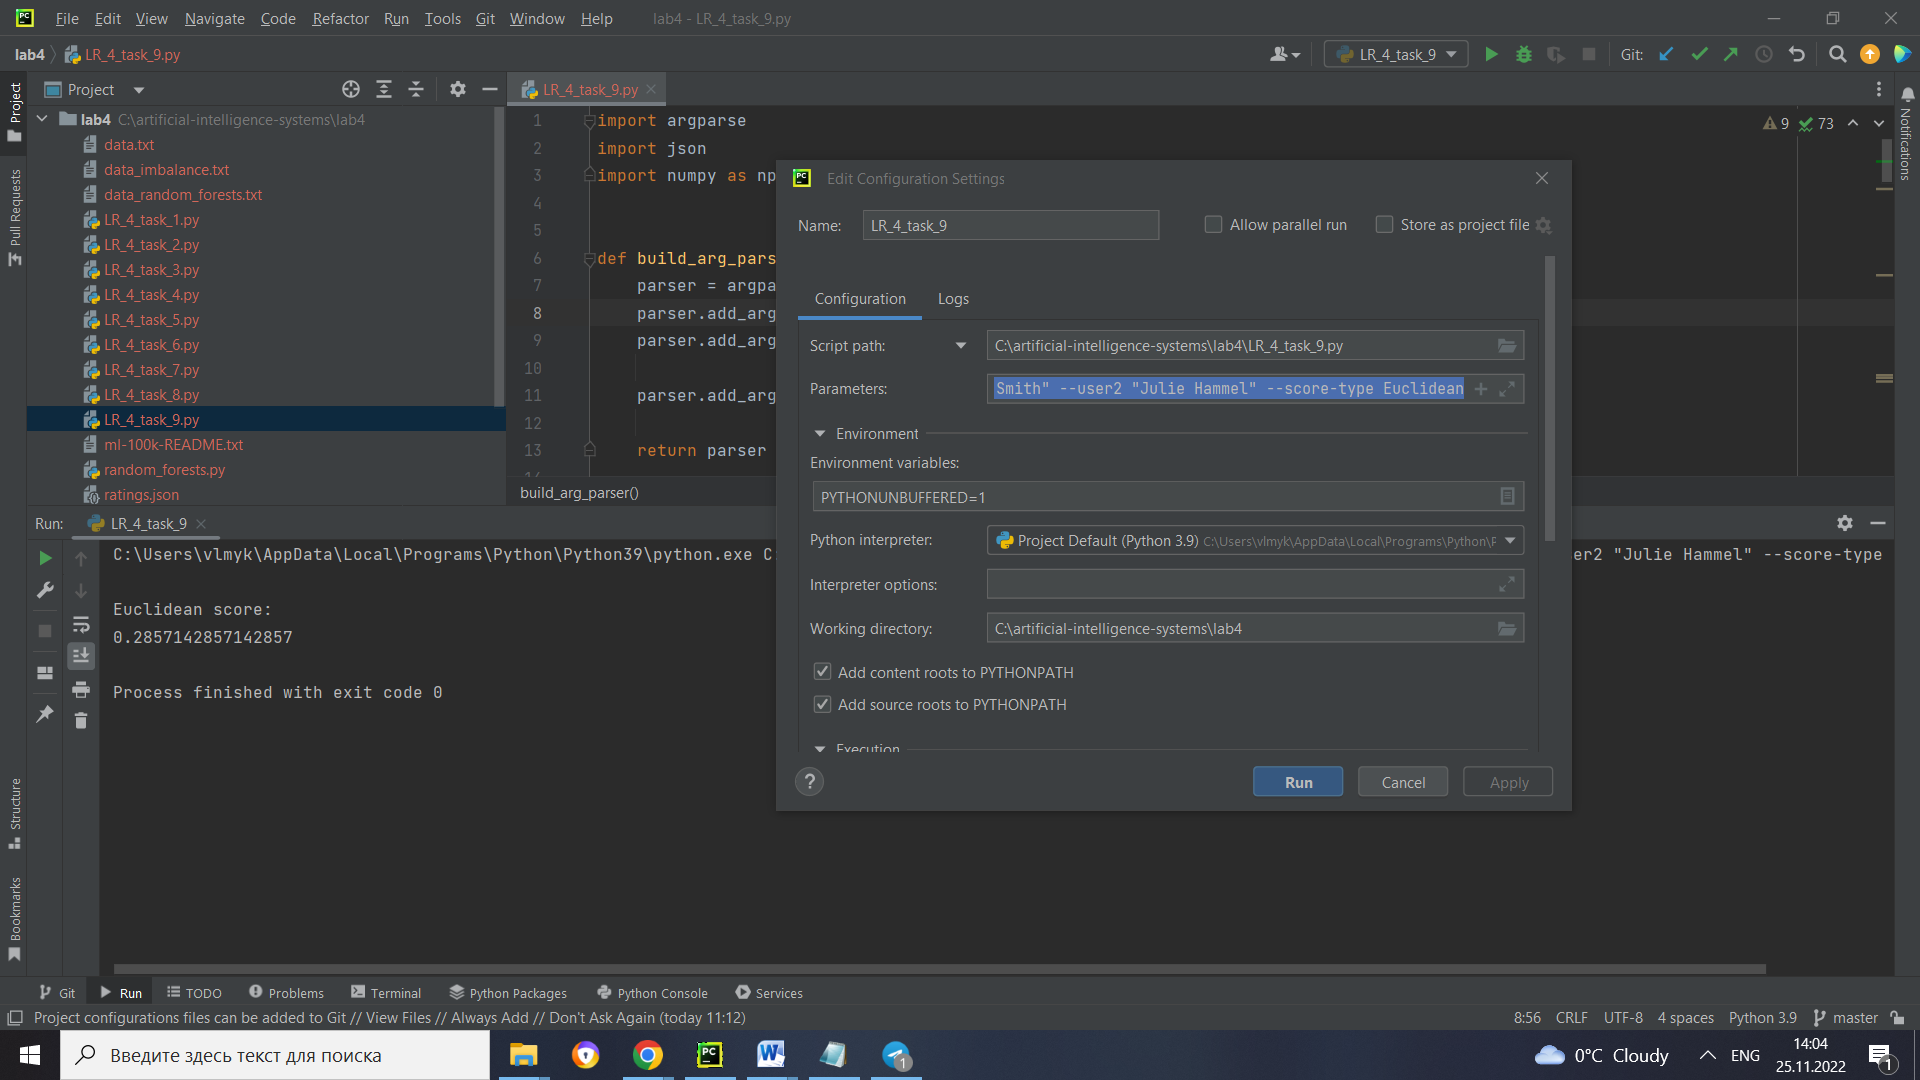 File Edit View Navigate Code Refactor Run Tools Git Window Help lab4 - LR_4_task_9.py
lab4 LR_4_task_9.py
LR_4_task_9
Git:
Project
LR_4_task_9.py
lab4 C:\artificial-intelligence-systems\lab4
data.txt
data_imbalance.txt
data_random_forests.txt
LR_4_task_1.py
LR_4_task_2.py
LR_4_task_3.py
LR_4_task_4.py
LR_4_task_5.py
LR_4_task_6.py
LR_4_task_7.py
LR_4_task_8.py
LR_4_task_9.py
ml-100k-README.txt
random_forests.py
ratings.json
Project
Pull Requests
Structure
Bookmarks
Notifications
9 73
1 import argparse
2 import json
3 import numpy as np
4
5
6 def build_arg_pars
7 parser = argpa
8 parser.add_arg
9 parser.add_arg
10
11 parser.add_arg
12
13 return parser
14
build_arg_parser()
Edit Configuration Settings
Name: LR_4_task_9 Allow parallel run Store as project file
Configuration Logs
Script path: C:\artificial-intelligence-systems\lab4\LR_4_task_9.py
Parameters: Smith" --user2 "Julie Hammel" --score-type Euclidean
Environment
Environment variables:
PYTHONUNBUFFERED=1
Python interpreter: Project Default (Python 3.9) C:\Users\vlmyk\AppData\Local\Programs\Python\P
Interpreter options:
Working directory: C:\artificial-intelligence-systems\lab4
Add content roots to PYTHONPATH
Add source roots to PYTHONPATH
Execution
? Run Cancel Apply
Run: LR_4_task_9
C:\Users\vlmyk\AppData\Local\Programs\Python\Python39\python.exe C er2 "Julie Hammel" --score-type
Euclidean score:
0.2857142857142857
Process finished with exit code 0
Git Run TODO Problems Terminal Python Packages Python Console Services
Project configurations files can be added to Git // View Files // Always Add // Don't Ask Again (today 11:12)
8:56 CRLF UTF-8 4 spaces Python 3.9 master
Введите здесь текст для поиска
1
0°C Cloudy
ENG
14:04
25.11.2022
1